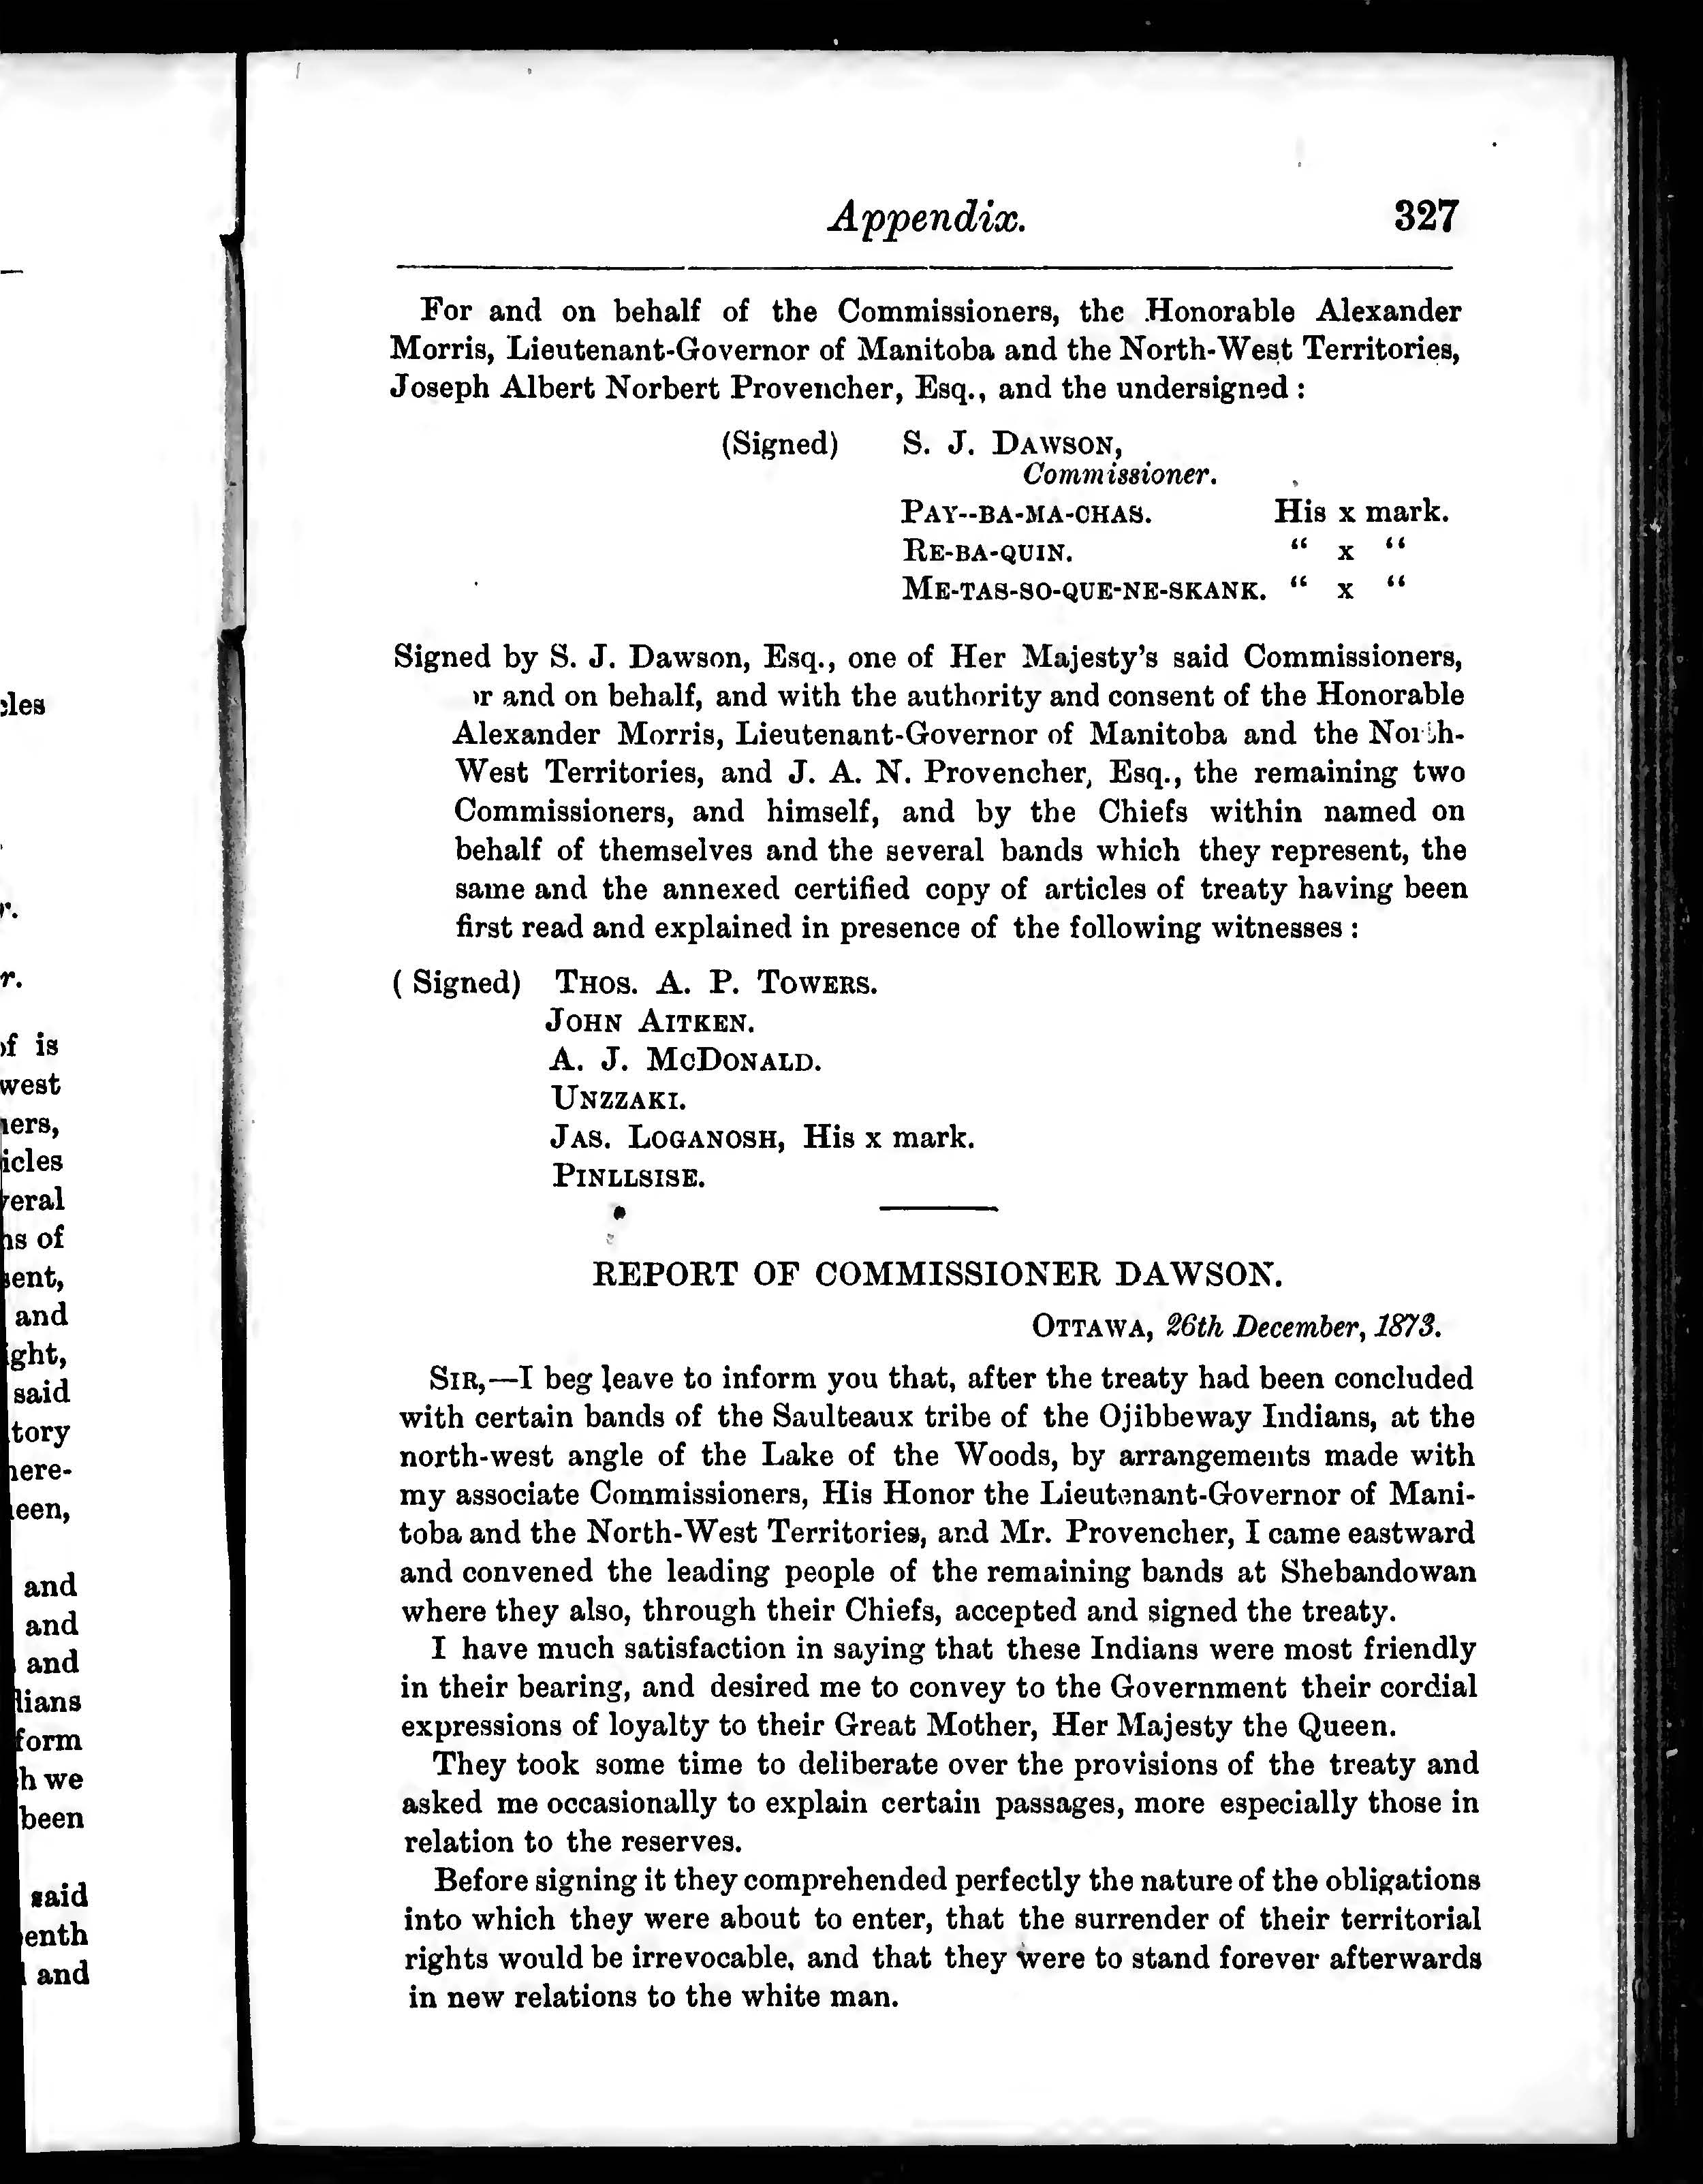 Appendix. 327
For and on behalf of the Commissioners, the Honorable Alexander
Morris, Lieutenant-Governor of Manitoba and the North-West Territories,
Joseph Albert Norbert Provencher, Esq., and the undersigned :
(Signed) S. J. DAWSON,
Commissioner.
PAY--BA-MA-CHAS. His x mark.
RE-BA-QUIN. “ x “
ME-TAS-SO-QUE-NE-SKANK. “ x “
Signed by S. J. Dawson, Esq., one of Her Majesty's said Commissioners,
and on behalf, and with the authority and consent of the Honorable
Alexander Morris, Lieutenant-Governor of Manitoba and the North-
West Territories, and J. A. N. Provencher, Esq., the remaining two
Commissioners, and himself, and by the Chiefs within named on
behalf of themselves and the several bands which they represent, the
same and the annexed certified copy of articles of treaty having been
first read and explained in presence of the following witnesses :
( Signed) THOS. A. P. TOWERS.
JOHN AITKEN.
A. J. MCDONALD.
UNZZAKI.
JAS. LOGANOSH, His x mark.
PINLLSISE.
REPORT OF COMMISSIONER DAWSON.
OTTAWA, 26th December, 1873.
SIR,—I beg leave to inform you that, after the treaty had been concluded
with certain bands of the Saulteaux tribe of the Ojibbeway Indians, at the
north-west angle of the Lake of the Woods, by arrangements made with
my associate Commissioners, His Honor the Lieutenant-Governor of Mani-
toba and the North-West Territories, and Mr. Provencher, I came eastward
and convened the leading people of the remaining bands at Shebandowan
where they also, through their Chiefs, accepted and signed the treaty.
I have much satisfaction in saying that these Indians were most friendly
in their bearing, and desired me to convey to the Government their cordial
expressions of loyalty to their Great Mother, Her Majesty the Queen.
They took some time to deliberate over the provisions of the treaty and
asked me occasionally to explain certain passages, more especially those in
relation to the reserves.
Before signing it they comprehended perfectly the nature of the obligations
into which they were about to enter, that the surrender of their territorial
rights would be irrevocable, and that they were to stand forever afterwards
in new relations to the white man.